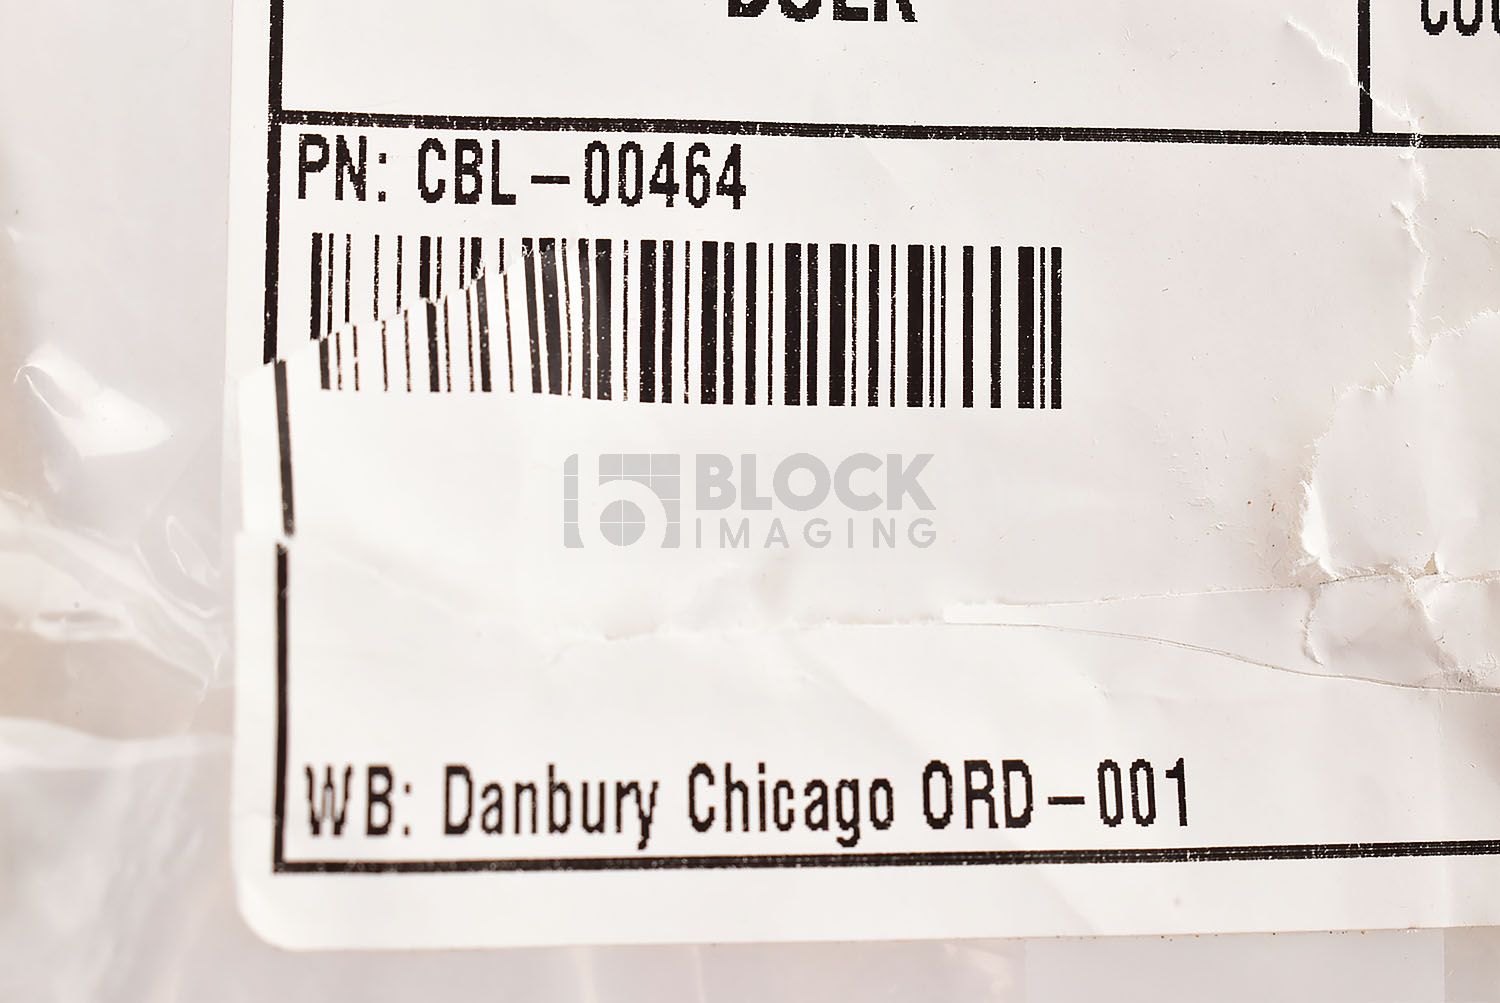 PN: CBL-00464
BLOCK
IMAGING
WB: Danbury Chicago ORD-001